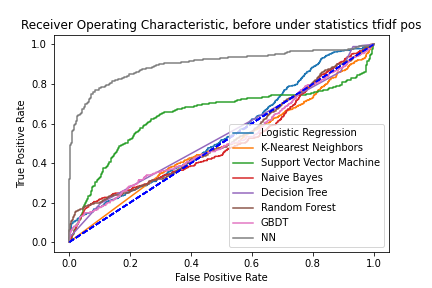 Receiver Operating Characteristic, before under statistics tfidf pos
1.0
0.8
0.6
0.4
0.2
0.0
True Positive Rate
Logistic Regression
K-Nearest Neighbors
Support Vector Machine
Naive Bayes
Decision Tree
Random Forest
GBDT
NN
0.0 0.2 0.4 0.6 0.8 1.0
False Positive Rate